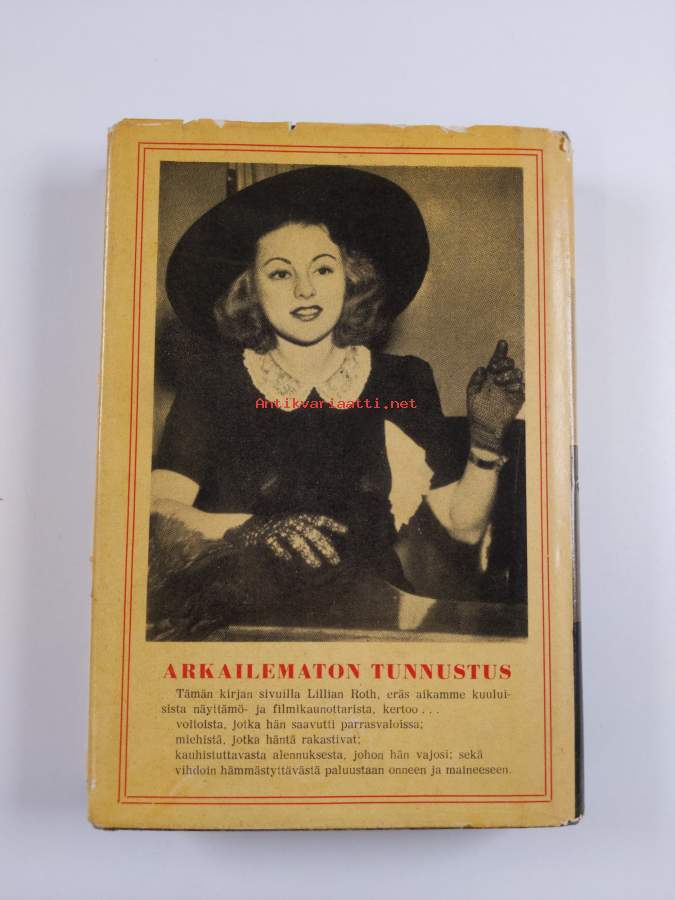 Antikvariaatti.net
ARKAILEMATON TUNNUSTUS
Tämän kirjan sivuilla Lillian Roth, eräs aikamme kuului-
sista näyttämö- ja filmikaunottarista, kertoo...
voitoista, jotka hän saavutti parrasvaloissa;
miehistä, jotka häntä rakastivat;
kauhistuttavasta alennuksesta, johon hän vajosi; sekä
vihdoin hämmästyttävästä paluustaan onneen ja maineeseen.